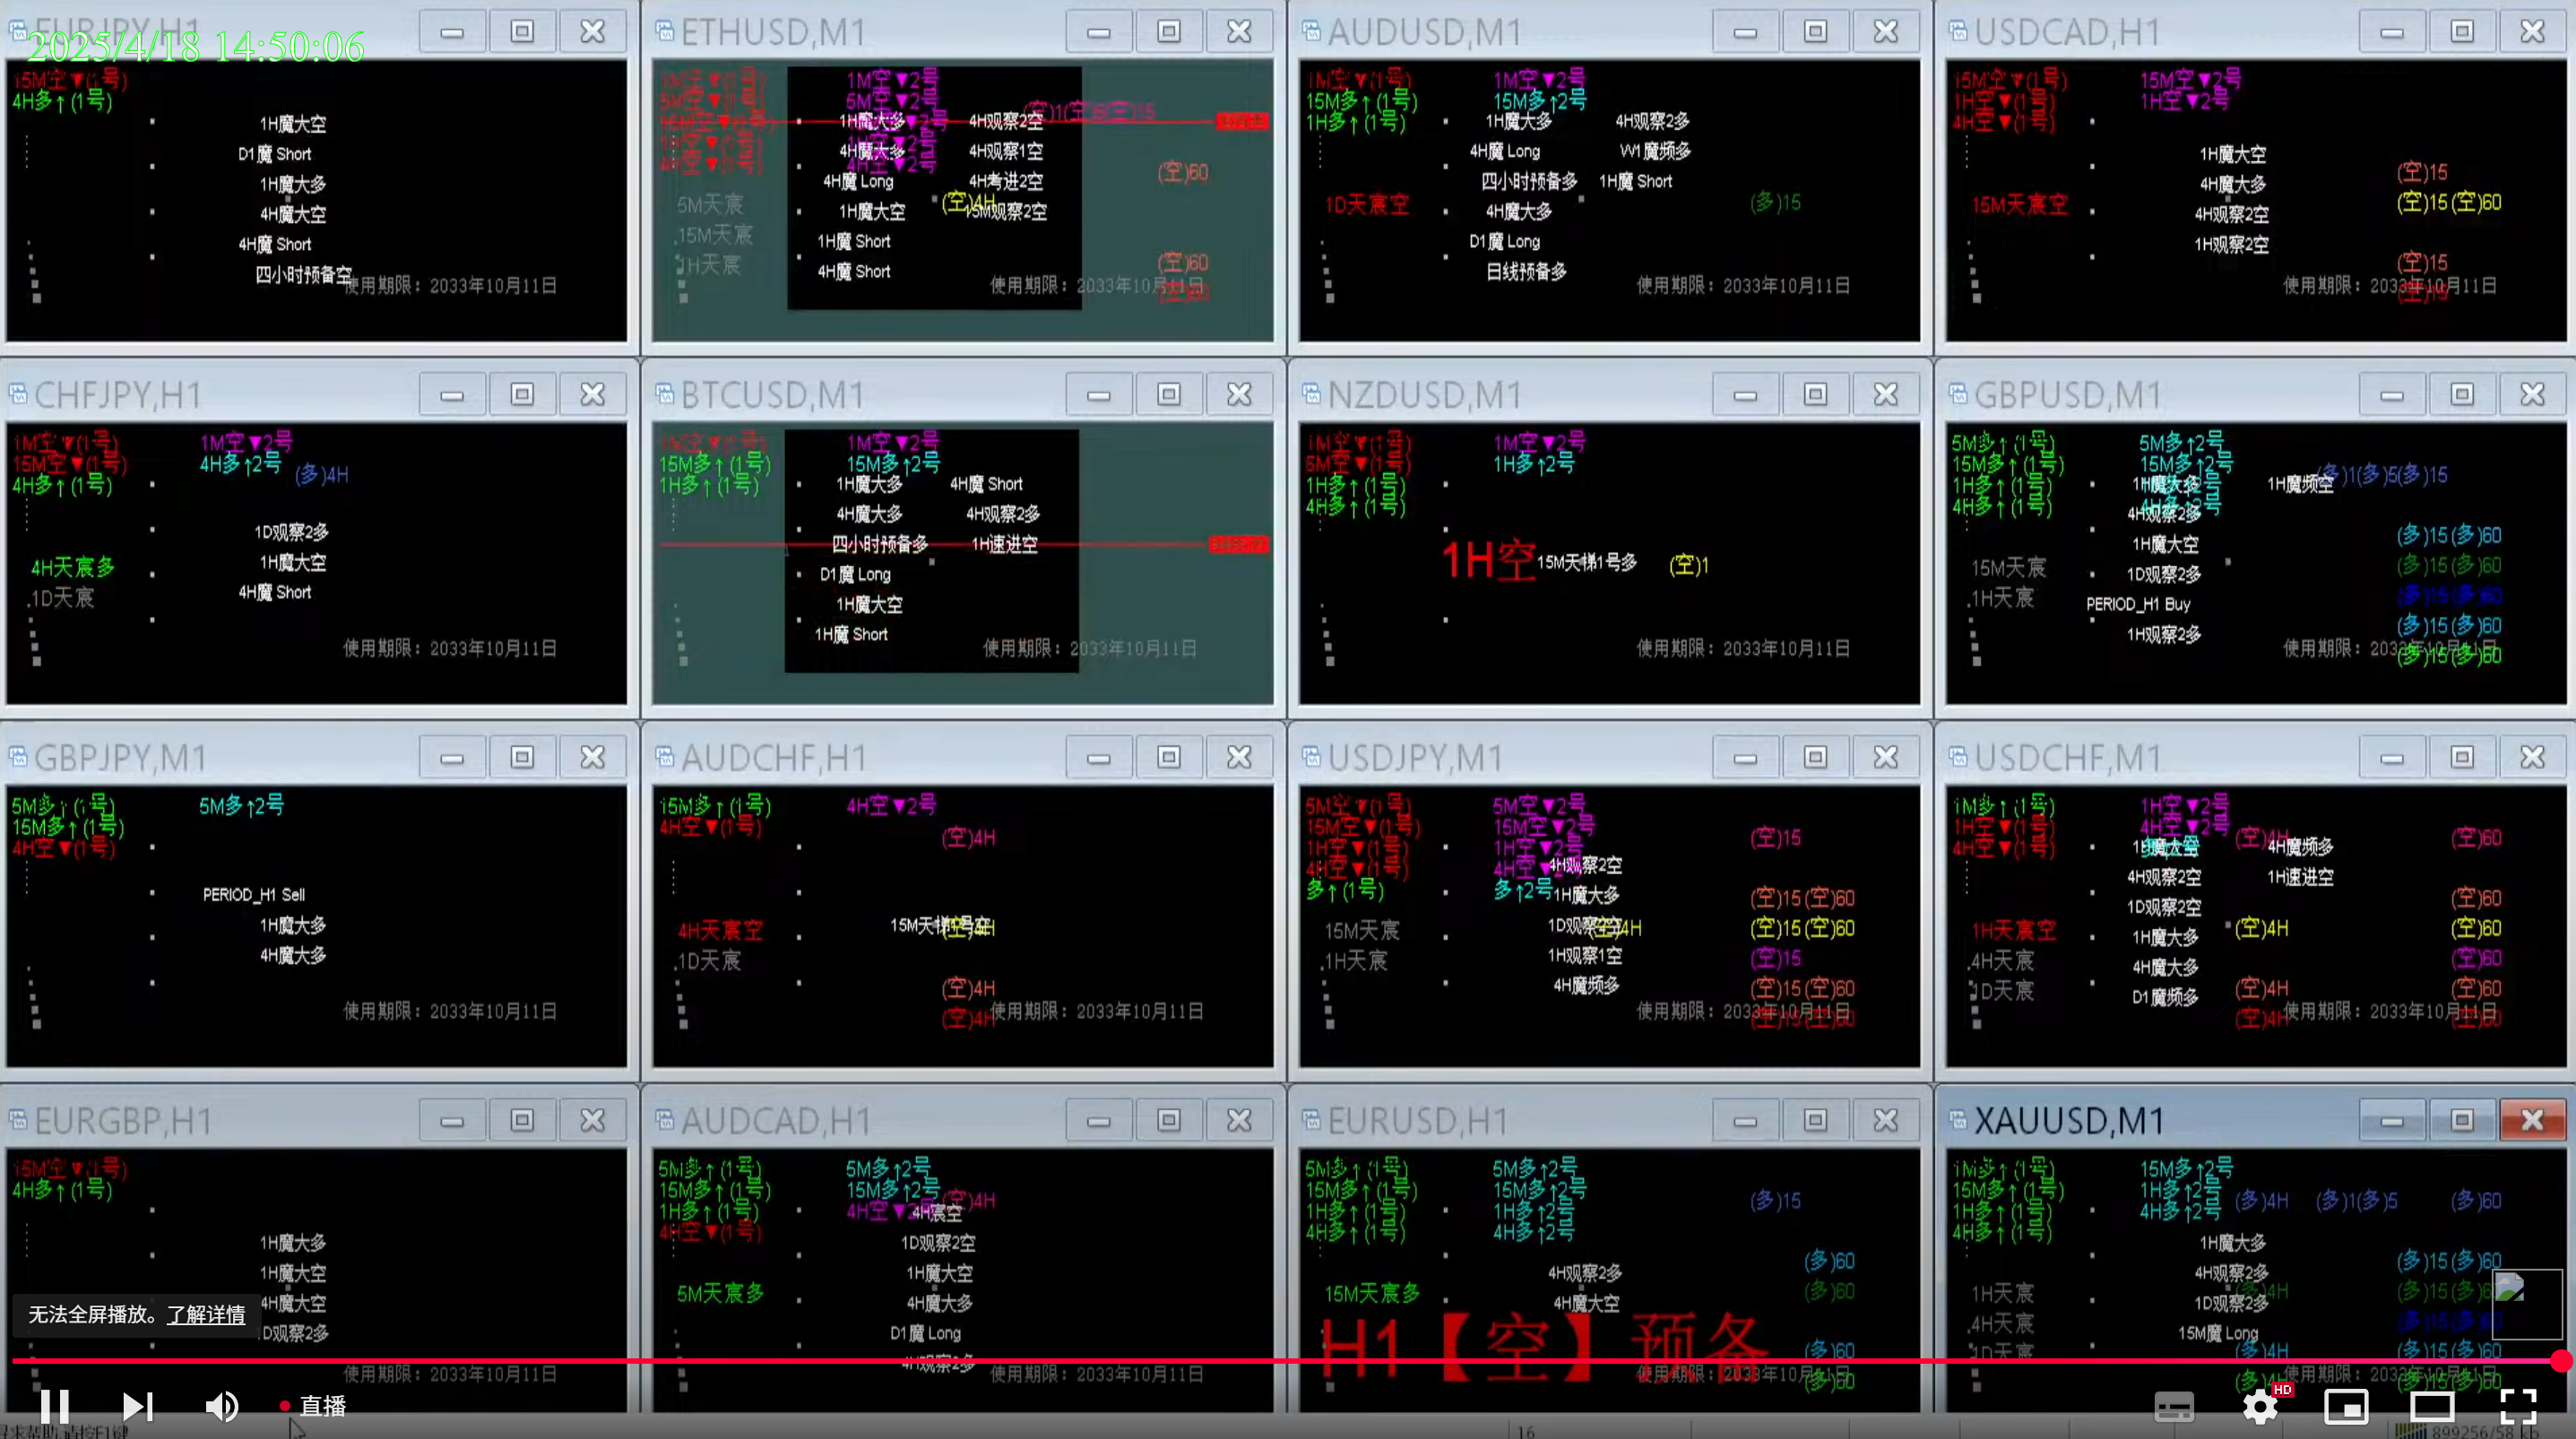 EURJPY,H1
2025/4/18 14:50:06
15M空▼(1号)
4H多↑(1号)
1H魔大空
D1魔 Short
1H魔大多
4H魔大空
4H魔 Short
四小时预备空
使用期限：2033年10月11日
ETHUSD,M1
1M空▼(1号) 1M空▼2号
5M空▼(1号) 5M空▼2号
(空)1(空)5(空)15
1H魔大多 4H观察2空
4H魔大多 4H观察1空
4H魔 Long 4H考进2空
(空)60
5M天宸
(空)4H
1H魔大空 15M观察2空
15M天宸
1H魔 Short
1H天宸
4H魔 Short
(空)60
使用期限：2033年10月11日
(空)60
AUDUSD,M1
1M空▼(1号) 1M空▼2号
15M多↑(1号) 15M多↑2号
1H多↑(1号)
1H魔大多 4H观察2多
4H魔 Long W1魔频多
四小时预备多 1H魔 Short
1D天宸空 4H魔大多 (多)15
D1魔 Long
日线预备多
使用期限：2033年10月11日
USDCAD,H1
15M空▼(1号) 15M空▼2号
1H空▼(1号) 1H空▼2号
4H空▼(1号)
1H魔大空
4H魔大多 (空)15
15M天宸空 4H观察2空 (空)15(空)60
1H观察2空
(空)15
使用期限：2033年10月11日
(空)15
CHFJPY,H1
1M空▼(1号) 1M空▼2号
15M空▼(1号) 4H多↑2号
4H多↑(1号) (多)4H
1D观察2多
1H魔大空
4H天宸多
4H魔 Short
.1D天宸
使用期限：2033年10月11日
BTCUSD,M1
1M空▼2号
15M多↑(1号) 15M多↑2号
1H多↑(1号)
1H魔大多 4H魔 Short
4H魔大多 4H观察2多
四小时预备多 1H速进空
D1魔 Long
1H魔大空
1H魔 Short
使用期限：2033年10月11日
NZDUSD,M1
1M空▼(1号) 1M空▼2号
5M空▼(1号) 1H多↑2号
1H多↑(1号)
4H多↑(1号)
1H空 15M天梯1号多 (空)1
使用期限：2033年10月11日
GBPUSD,M1
5M多↑(1号) 5M多↑2号
15M多↑(1号) 15M多↑2号
1H多↑(1号) 1H魔大多 1H魔频空 (多)1(多)5(多)15
4H多↑(1号) 4H观察2多
1H魔大空 (多)15(多)60
15M天宸 1D观察2多 (多)15(多)60
.1H天宸 PERIOD_H1 Buy (多)15(多)60
1H观察2多 (多)15(多)60
使用期限：2033年10月11日
(多)15(多)60
GBPJPY,M1
5M多↑(1号) 5M多↑2号
15M多↑(1号)
4H空▼(1号)
PERIOD_H1 Sell
1H魔大多
4H魔大多
使用期限：2033年10月11日
AUDCHF,H1
15M多↑(1号) 4H空▼2号
4H空▼(1号) (空)4H
4H天宸空 15M天梯1号空
(空)4H
.1D天宸
(空)4H
(空)4H
使用期限：2033年10月11日
USDJPY,M1
5M空▼(1号) 5M空▼2号
15M空▼(1号) 15M空▼2号 (空)15
1H空▼(1号) 1H空▼2号
4H空▼(1号) 4H空▼2号
4H观察2空
多↑(1号) 多↑2号 1H魔大多 (空)15(空)60
15M天宸 1D观察2空 (空)4H (空)15(空)60
.1H天宸 1H观察1空 (空)15
4H魔频多 (空)15(空)60
使用期限：2033年10月11日
(空)15(空)60
USDCHF,M1
1M多↑(1号) 1H空▼2号
1H空▼(1号) 4H空▼2号 (空)4H (空)60
4H空▼(1号) 1H魔大空 4H魔频多
4H观察2空 1H速进空
1D观察2空 (空)60
1H天宸空 1H魔大多 (空)4H (空)60
.4H天宸 4H魔大多 (空)60
1D天宸 D1魔频多 (空)4H (空)60
使用期限：2033年10月11日
(空)4H (空)60
EURGBP,H1
15M空▼(1号)
4H多↑(1号)
1H魔大多
1H魔大空
4H魔大空
1D观察2多
使用期限：2033年10月11日
AUDCAD,H1
5M多↑(1号) 5M多↑2号
15M多↑(1号) 15M多↑2号 (空)4H
1H多↑(1号) 4H空▼2号 4H宸空
4H空▼(1号)
1D观察2空
1H魔大空
5M天宸多 4H魔大多
D1魔 Long
4H观察2多
使用期限：2033年10月11日
EURUSD,H1
5M多↑(1号) 5M多↑2号
15M多↑(1号) 15M多↑2号 (多)15
1H多↑(1号) 1H多↑2号
4H多↑(1号) 4H多↑2号
4H观察2多 (多)60
15M天宸多 4H魔大空 (多)60
H1【空】预备
(多)60
使用期限：2033年10月11日
(多)60
XAUUSD,M1
1M多↑(1号) 15M多↑2号
15M多↑(1号) 1H多↑2号 (多)4H (多)1(多)5 (多)60
1H多↑(1号) 4H多↑2号
4H多↑(1号)
1H魔大多
4H观察2多 (多)15(多)60
1H天宸 1D观察2多 (多)4H
.4H天宸 15M魔 Long
1D天宸 (多)4H (多)15(多)60
使用期限：2033年10月11日
无法全屏播放。了解详情
直播
HD
16
899256/58 kb